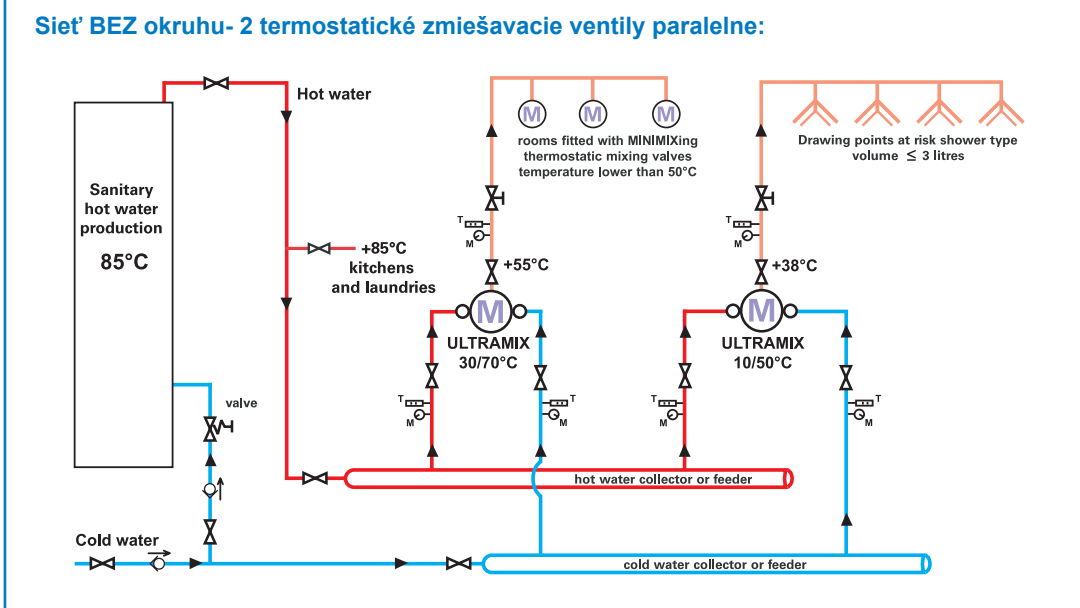 Sieť BEZ okruhu- 2 termostatické zmiešavacie ventily paralelne:
Hot water
Sanitary
hot water
production
85°C
+85°C
kitchens
and laundries
M
M
M
rooms fitted with MINIMIXing
thermostatic mixing valves
temperature lower than 50°C
Drawing points at risk shower type
volume ≤ 3 litres
T
M
T
M
+55°C
+38°C
M
M
ULTRAMIX
30/70°C
ULTRAMIX
10/50°C
valve
T
M
T
M
T
M
T
M
hot water collector or feeder
Cold water
cold water collector or feeder